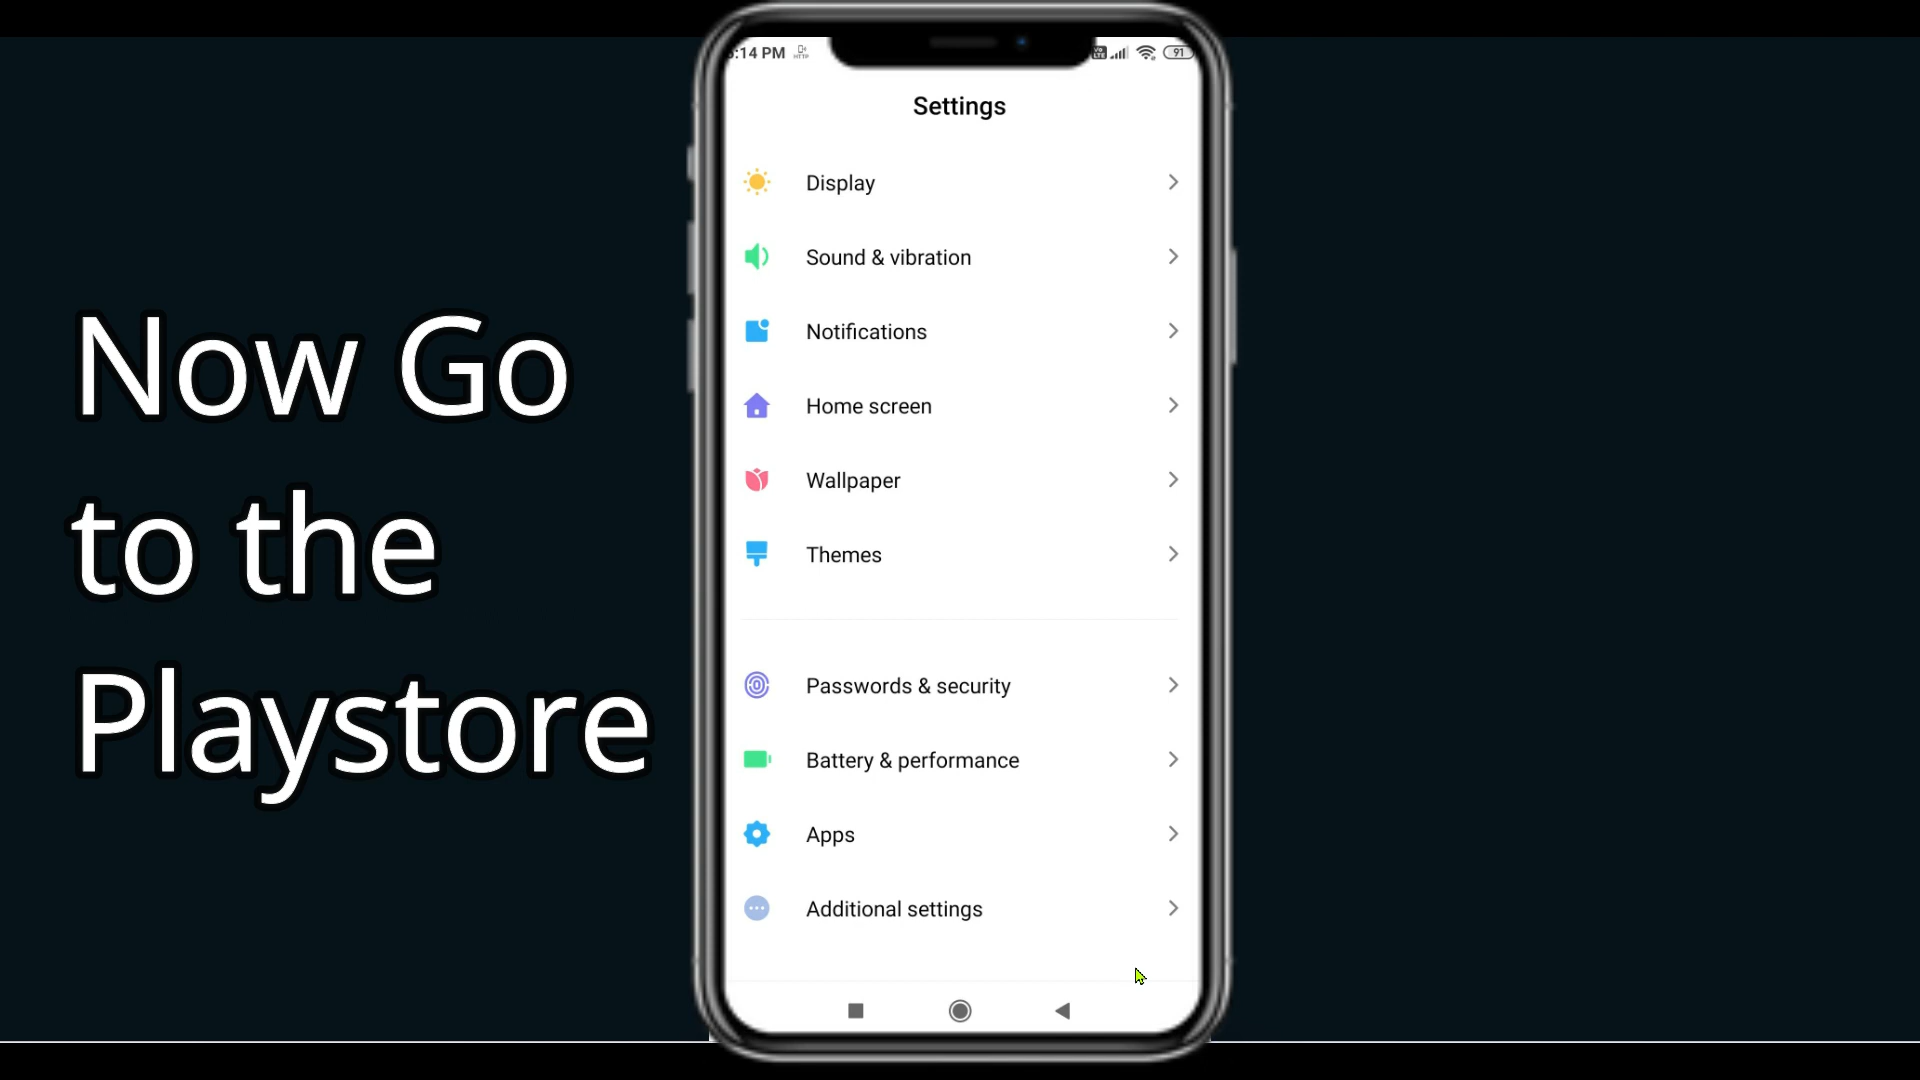 Now Go
to the
Playstore
:14 PM
91
Settings
Display
Sound & vibration
Notifications
Home screen
Wallpaper
Themes
Passwords & security
Battery & performance
Apps
Additional settings